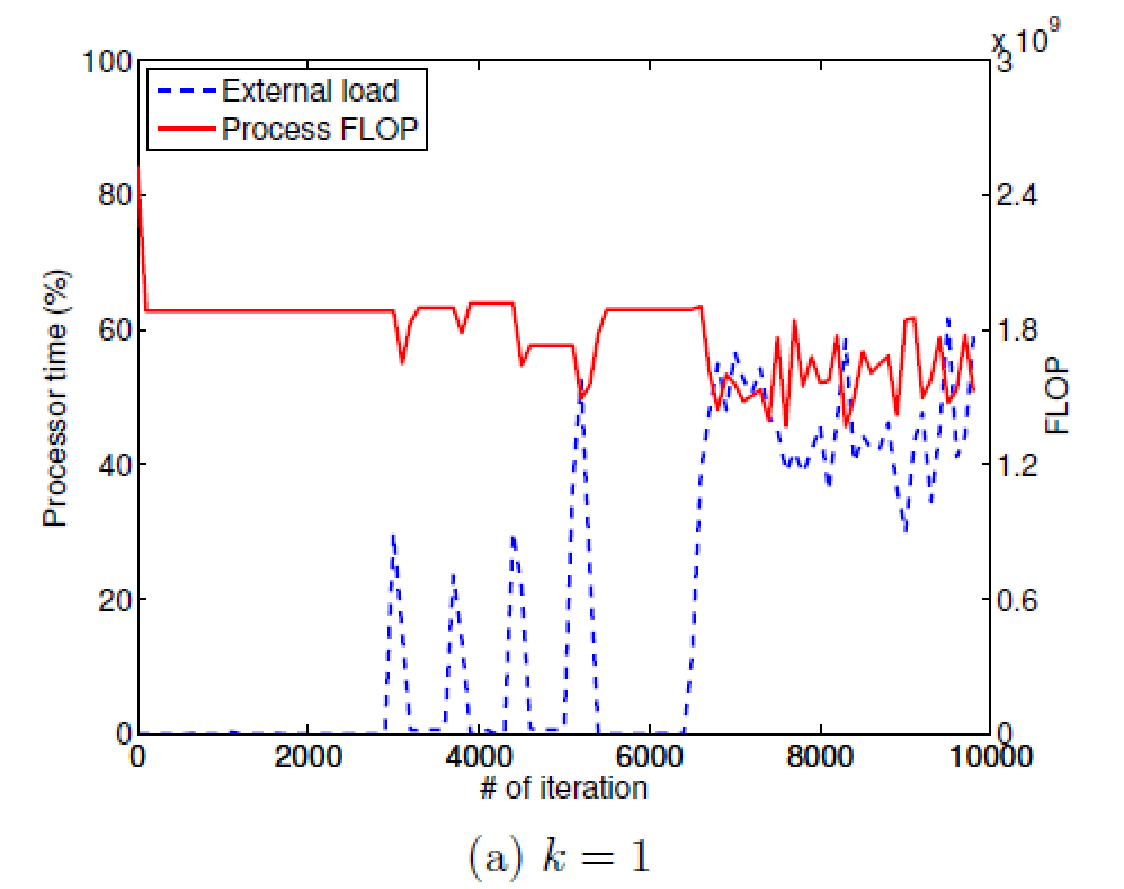 x 10^9
100
80
60
40
20
0
Processor time (%)
External load
Process FLOP
3
2.4
1.8
1.2
0.6
0
FLOP
0 2000 4000 6000 8000 10000
# of iteration
(a) k = 1